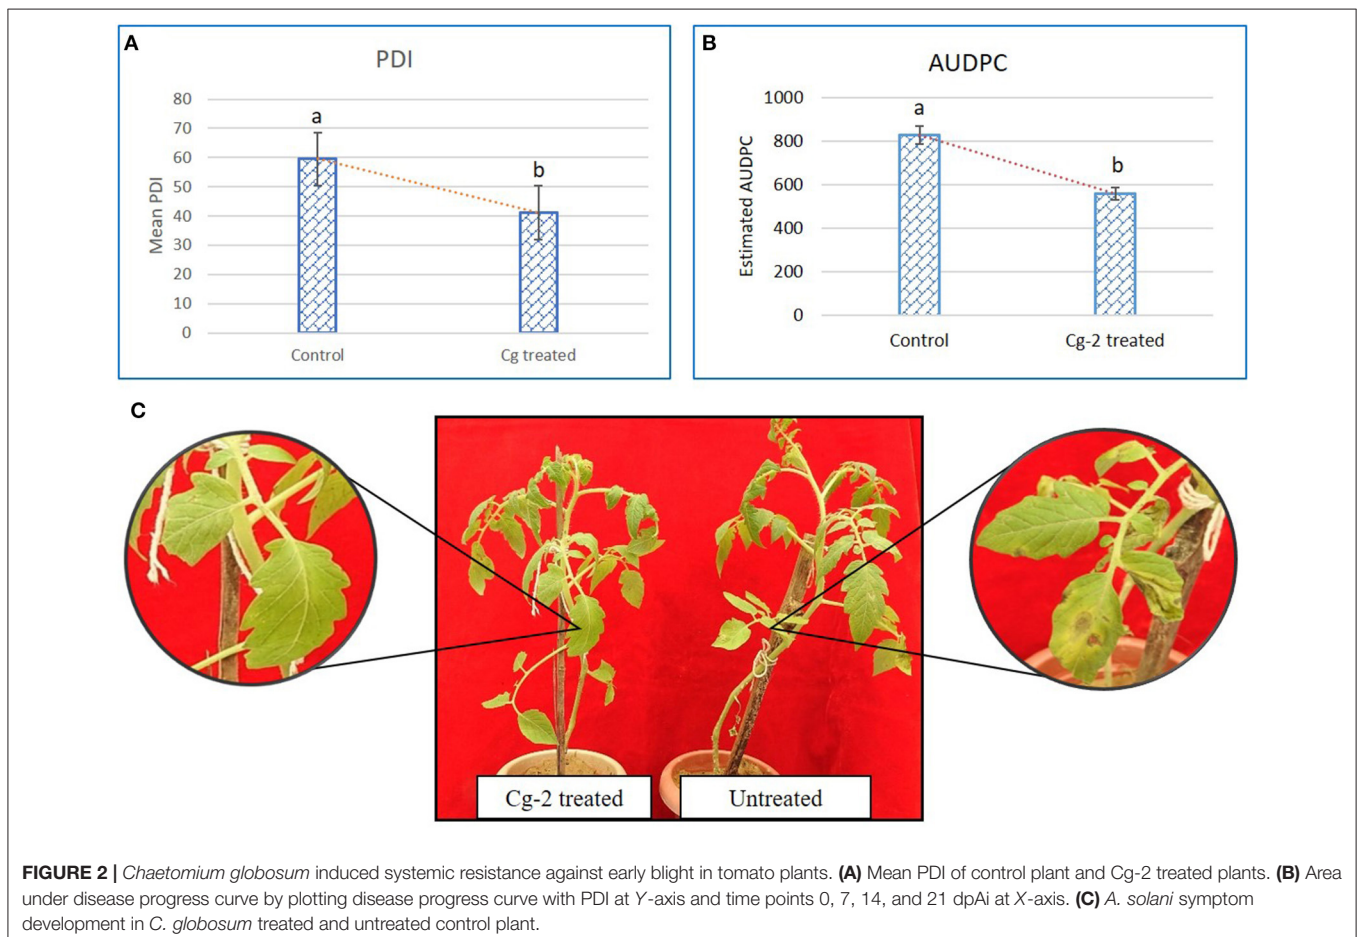 A
PDI
80
70
60
50
40
30
20
10
0
Mean PDI
a
b
Control
Cg treated
B
AUDPC
1000
800
600
400
200
0
Estimated AUDPC
a
b
Control
Cg-2 treated
C
Cg-2 treated
Untreated
FIGURE 2 | Chaetomium globosum induced systemic resistance against early blight in tomato plants. (A) Mean PDI of control plant and Cg-2 treated plants. (B) Area
under disease progress curve by plotting disease progress curve with PDI at Y-axis and time points 0, 7, 14, and 21 dpAi at X-axis. (C) A. solani symptom
development in C. globosum treated and untreated control plant.